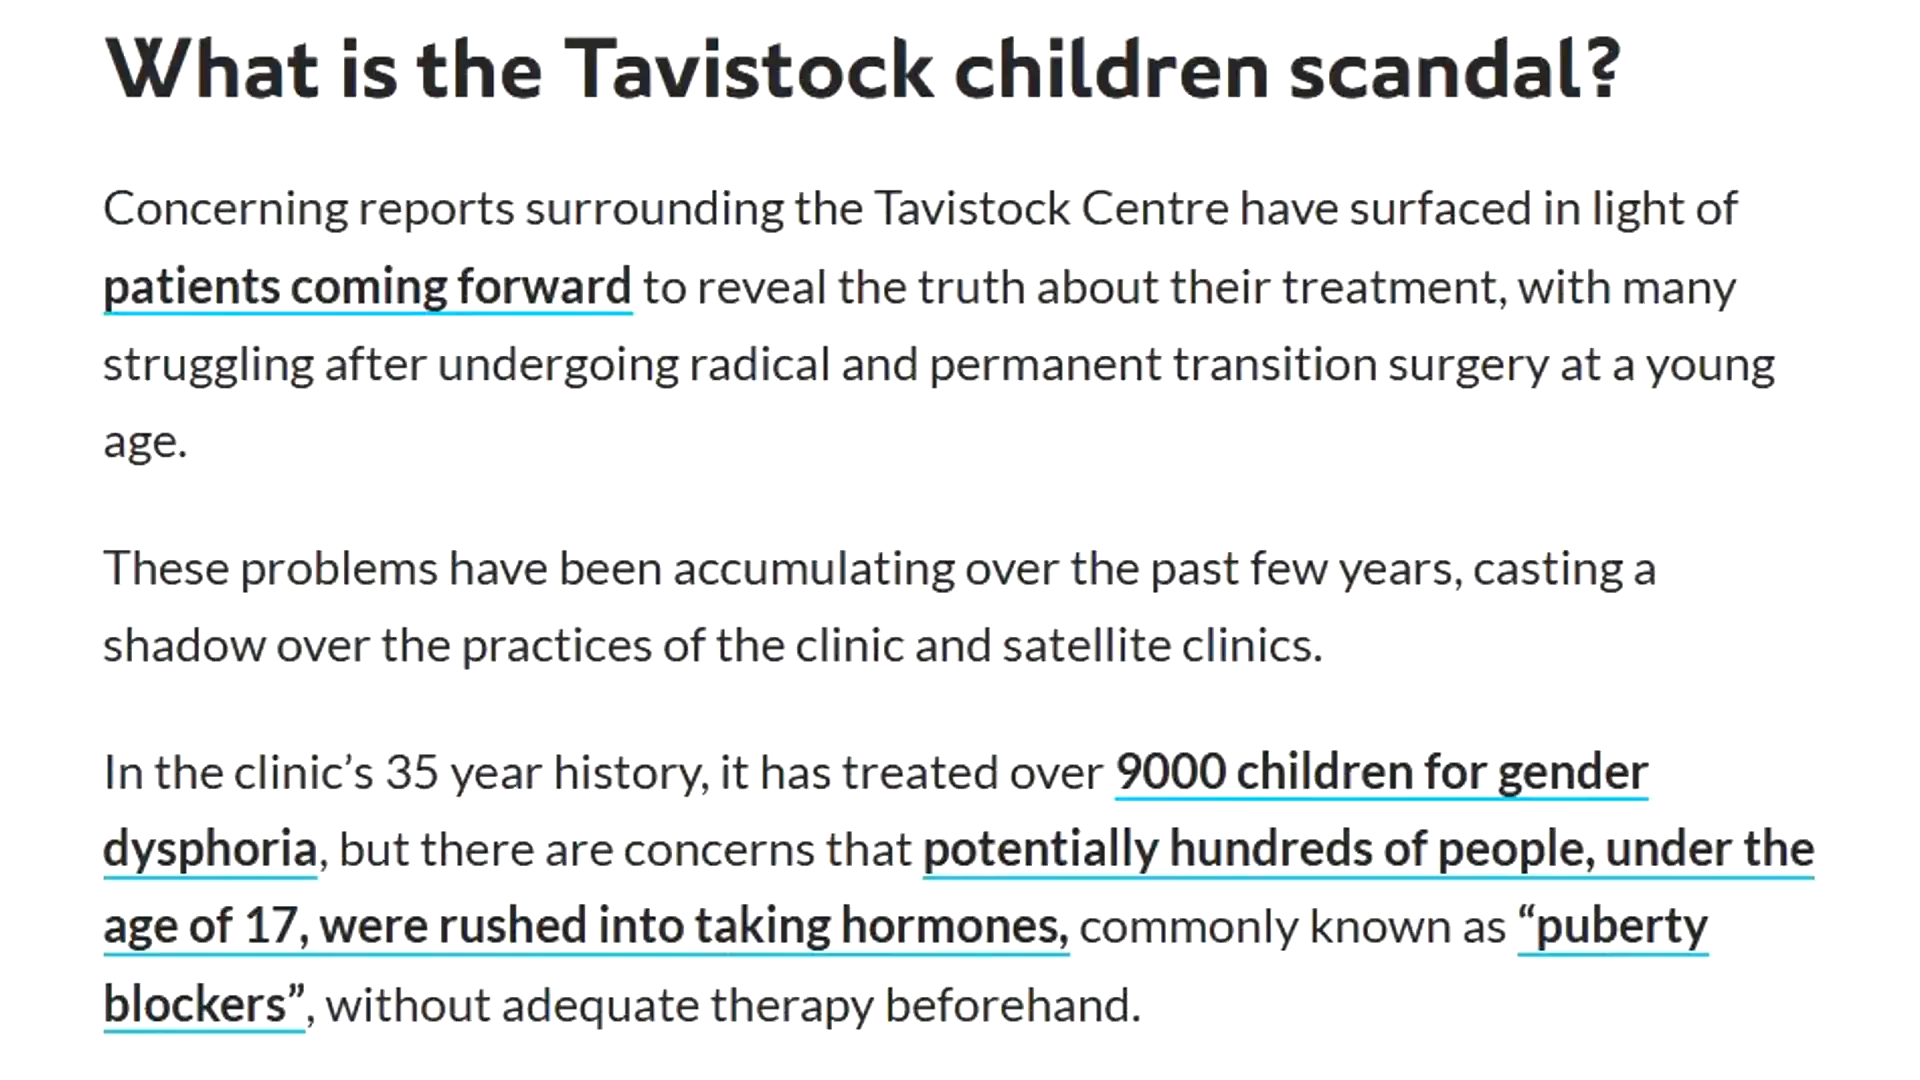 What is the Tavistock children scandal?
Concerning reports surrounding the Tavistock Centre have surfaced in light of
patients coming forward to reveal the truth about their treatment, with many
struggling after undergoing radical and permanent transition surgery at a young
age.
These problems have been accumulating over the past few years, casting a
shadow over the practices of the clinic and satellite clinics.
In the clinic’s 35 year history, it has treated over 9000 children for gender
dysphoria, but there are concerns that potentially hundreds of people, under the
age of 17, were rushed into taking hormones, commonly known as “puberty
blockers”, without adequate therapy beforehand.